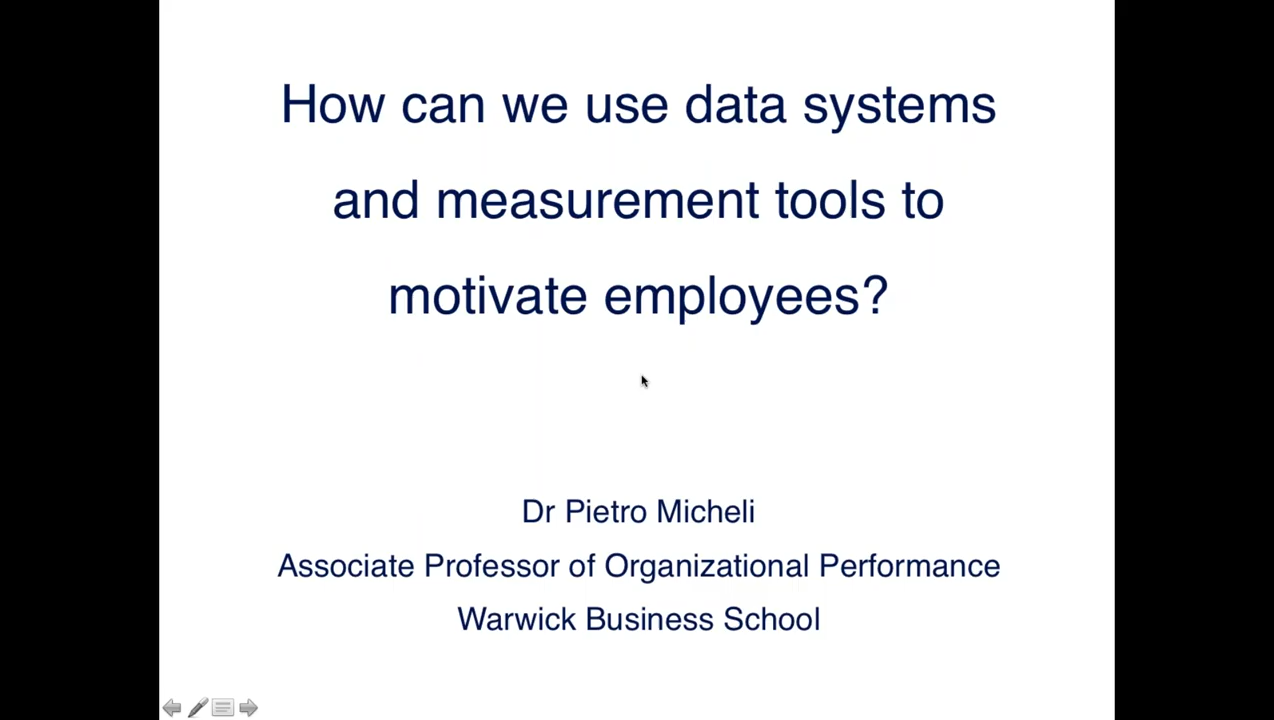 How can we use data systems
and measurement tools to
motivate employees?
Dr Pietro Micheli
Associate Professor of Organizational Performance
Warwick Business School